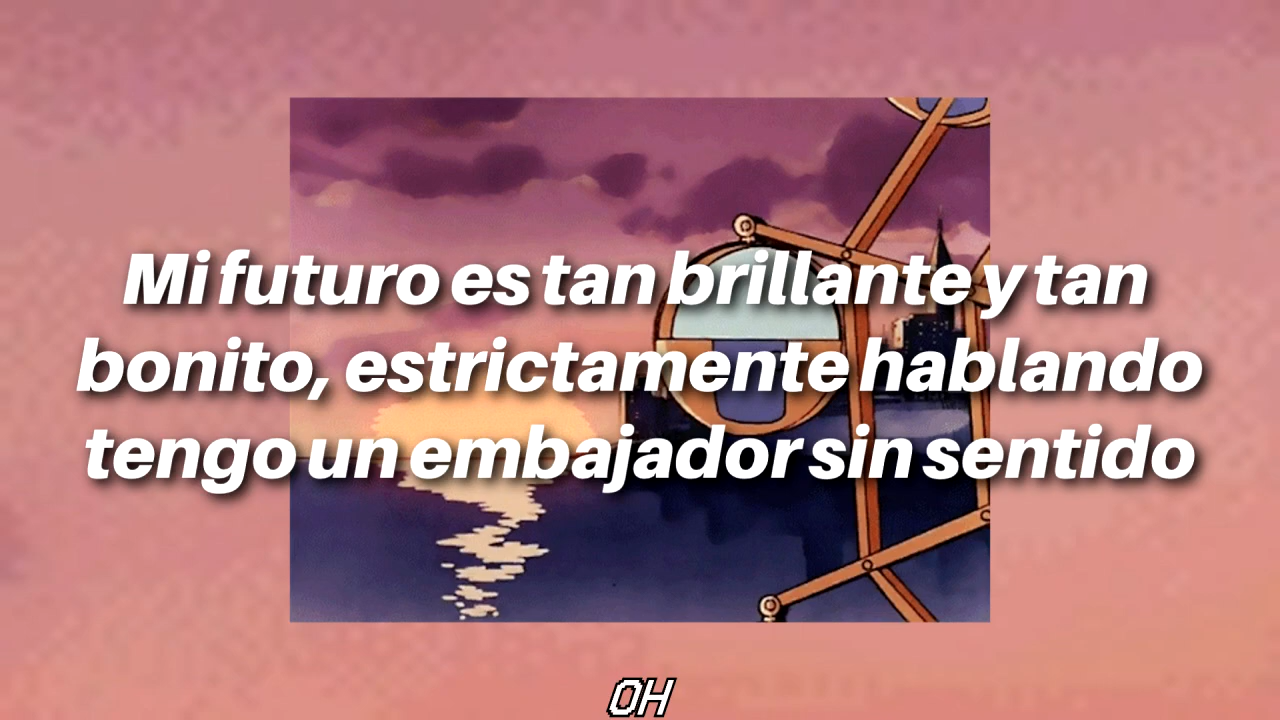 Mi futuro es tan brillante y tan
bonito, estrictamente hablando
tengo un embajador sin sentido
OH